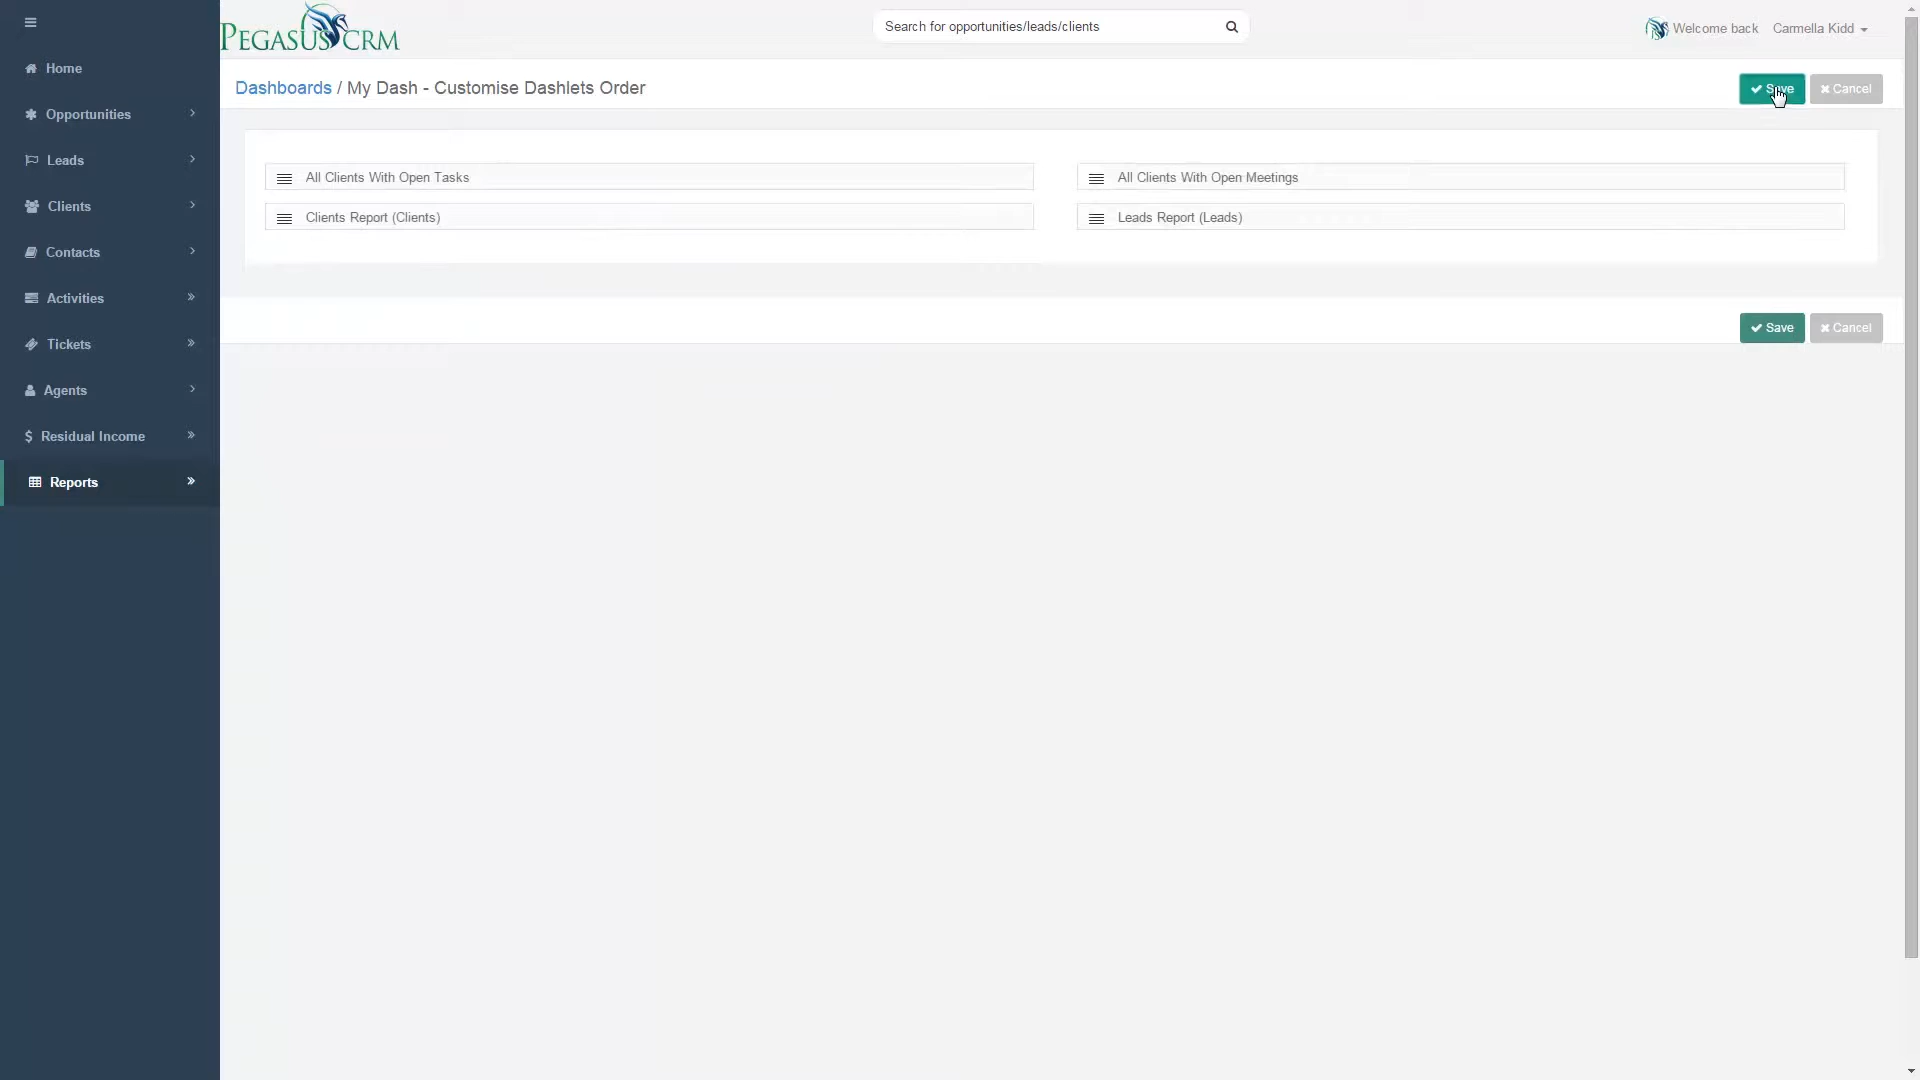 PEGASUS CRM
Search for opportunities/leads/clients
Welcome back Carmella Kidd
Home
Opportunities
Leads
Clients
Contacts
Activities
Tickets
Agents
$ Residual Income
Reports
Dashboards / My Dash - Customise Dashlets Order
Save Cancel
All Clients With Open Tasks
All Clients With Open Meetings
Clients Report (Clients)
Leads Report (Leads)
Save Cancel